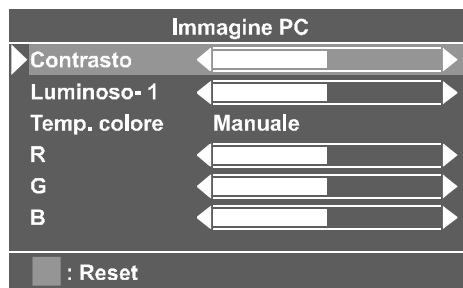 Immagine PC
Contrasto
Luminoso- 1
Temp. colore Manuale
R
G
B
: Reset